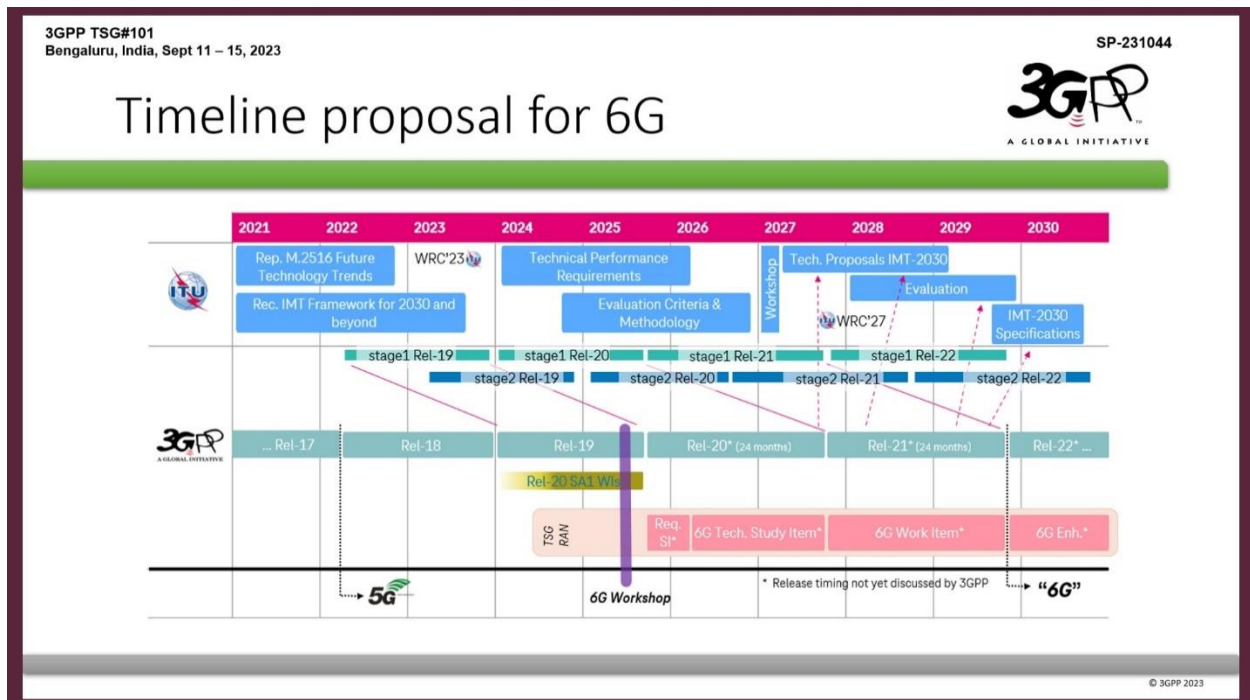 3GPP TSG#101
Bengaluru, India, Sept 11 – 15, 2023
SP-231044
3GPP
TM
A GLOBAL INITIATIVE
Timeline proposal for 6G
2021 2022 2023 2024 2025 2026 2027 2028 2029 2030
ITU
Rep. M.2516 Future
Technology Trends
WRC'23
Technical Performance
Requirements
Workshop
Tech. Proposals IMT-2030
Rec. IMT Framework for 2030 and
beyond
Evaluation Criteria &
Methodology
Evaluation
WRC'27
IMT-2030
Specifications
stage1 Rel-19
stage1 Rel-20
stage1 Rel-21
stage1 Rel-22
stage2 Rel-19
stage2 Rel-20
stage2 Rel-21
stage2 Rel-22
3GPP
A GLOBAL INITIATIVE
... Rel-17
Rel-18
Rel-19
Rel-20* (24 months)
Rel-21* (24 months)
Rel-22* ...
Rel-20 SA1 WIs
TSG
RAN
Req.
SI*
6G Tech. Study Item*
6G Work Item*
6G Enh.*
5G
6G Workshop
* Release timing not yet discussed by 3GPP
“6G”
© 3GPP 2023